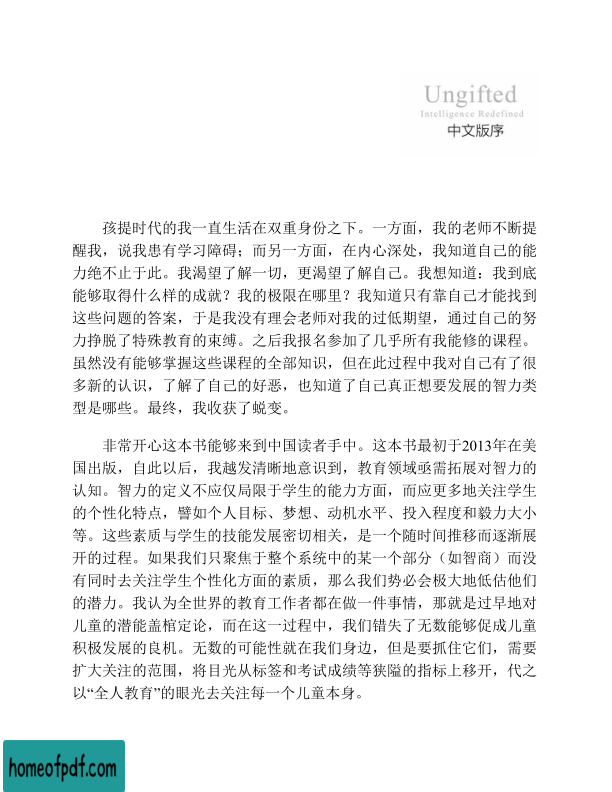 Ungifted
Intelligence Redefined
中文版序
孩提时代的我一直生活在双重身份之下。一方面，我的老师不断提
醒我，说我患有学习障碍；而另一方面，在内心深处，我知道自己的能
力绝不止于此。我渴望了解一切，更渴望了解自己。我想知道：我到底
能够取得什么样的成就？我的极限在哪里？我知道只有靠自己才能找到
这些问题的答案，于是我没有理会老师对我的过低期望，通过自己的努
力挣脱了特殊教育的束缚。之后我报名参加了几乎所有我能修的课程。
虽然没有能够掌握这些课程的全部知识，但在此过程中我对自己有了很
多新的认识，了解了自己的好恶，也知道了自己真正想要发展的智力类
型是哪些。最终，我收获了蜕变。
非常开心这本书能够来到中国读者手中。这本书最初于2013年在美
国出版，自此以后，我越发清晰地意识到，教育领域亟需拓展对智力的
认知。智力的定义不应仅局限于学生的能力方面，而应更多地关注学生
的个性化特点，譬如个人目标、梦想、动机水平、投入程度和毅力大小
等。这些素质与学生的技能发展密切相关，是一个随时间推移而逐渐展
开的过程。如果我们只聚焦于整个系统中的某一个部分（如智商）而没
有同时去关注学生个性化方面的素质，那么我们势必会极大地低估他们
的潜力。我认为全世界的教育工作者都在做一件事情，那就是过早地对
儿童的潜能盖棺定论，而在这一过程中，我们错失了无数能够促成儿童
积极发展的良机。无数的可能性就在我们身边，但是要抓住它们，需要
扩大关注的范围，将目光从标签和考试成绩等狭隘的指标上移开，代之
以“全人教育”的眼光去关注每一个儿童本身。
homeofpdf.com